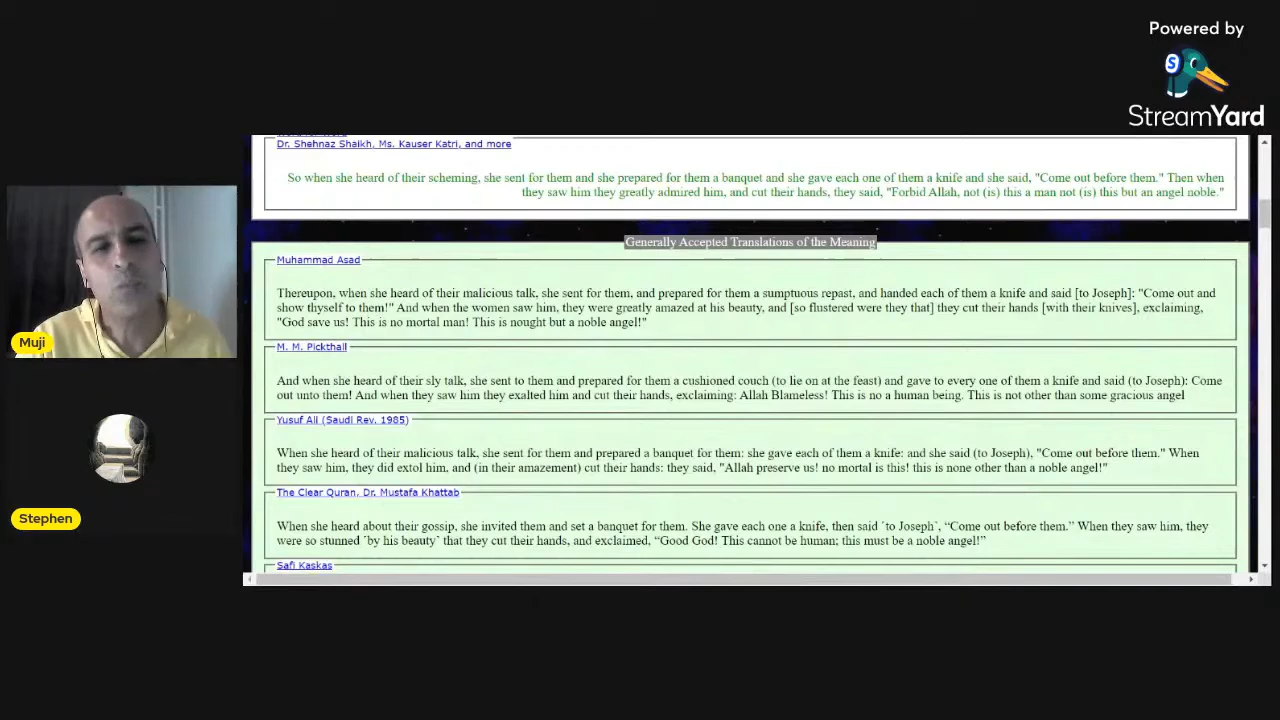 Powered by
S
StreamYard
Dr. Shehnaz Shaikh, Ms. Kauser Katri, and more
So when she heard of their scheming, she sent for them and she prepared for them a banquet and she gave each one of them a knife and she said, "Come out before them." Then when
they saw him they greatly admired him, and cut their hands, they said, "Forbid Allah, not (is) this a man not (is) this but an angel noble."
Generally Accepted Translations of the Meaning
Muhammad Asad
Thereupon, when she heard of their malicious talk, she sent for them, and prepared for them a sumptuous repast, and handed each of them a knife and said [to Joseph]: "Come out and
show thyself to them!" And when the women saw him, they were greatly amazed at his beauty, and [so flustered were they that] they cut their hands [with their knives], exclaiming,
"God save us! This is no mortal man! This is nought but a noble angel!"
M. M. Pickthall
And when she heard of their sly talk, she sent to them and prepared for them a cushioned couch (to lie on at the feast) and gave to every one of them a knife and said (to Joseph): Come
out unto them! And when they saw him they exalted him and cut their hands, exclaiming: Allah Blameless! This is no a human being. This is not other than some gracious angel
Yusuf Ali (Saudi Rev. 1985)
When she heard of their malicious talk, she sent for them and prepared a banquet for them: she gave each of them a knife: and she said (to Joseph), "Come out before them." When
they saw him, they did extol him, and (in their amazement) cut their hands: they said, "Allah preserve us! no mortal is this! this is none other than a noble angel!"
The Clear Quran, Dr. Mustafa Khattab
When she heard about their gossip, she invited them and set a banquet for them. She gave each one a knife, then said ˹to Joseph˺, “Come out before them.” When they saw him, they
were so stunned ˹by his beauty˺ that they cut their hands, and exclaimed, “Good God! This cannot be human; this must be a noble angel!”
Safi Kaskas
Muji
Stephen